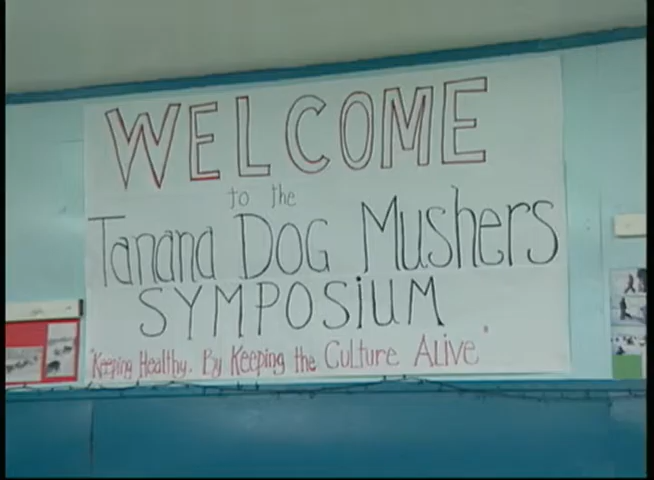 WELCOME
to the
Tanana DOG Mushers
SYMPOSiUM
"Keeping Healthy. By Keeping the Culture Alive"